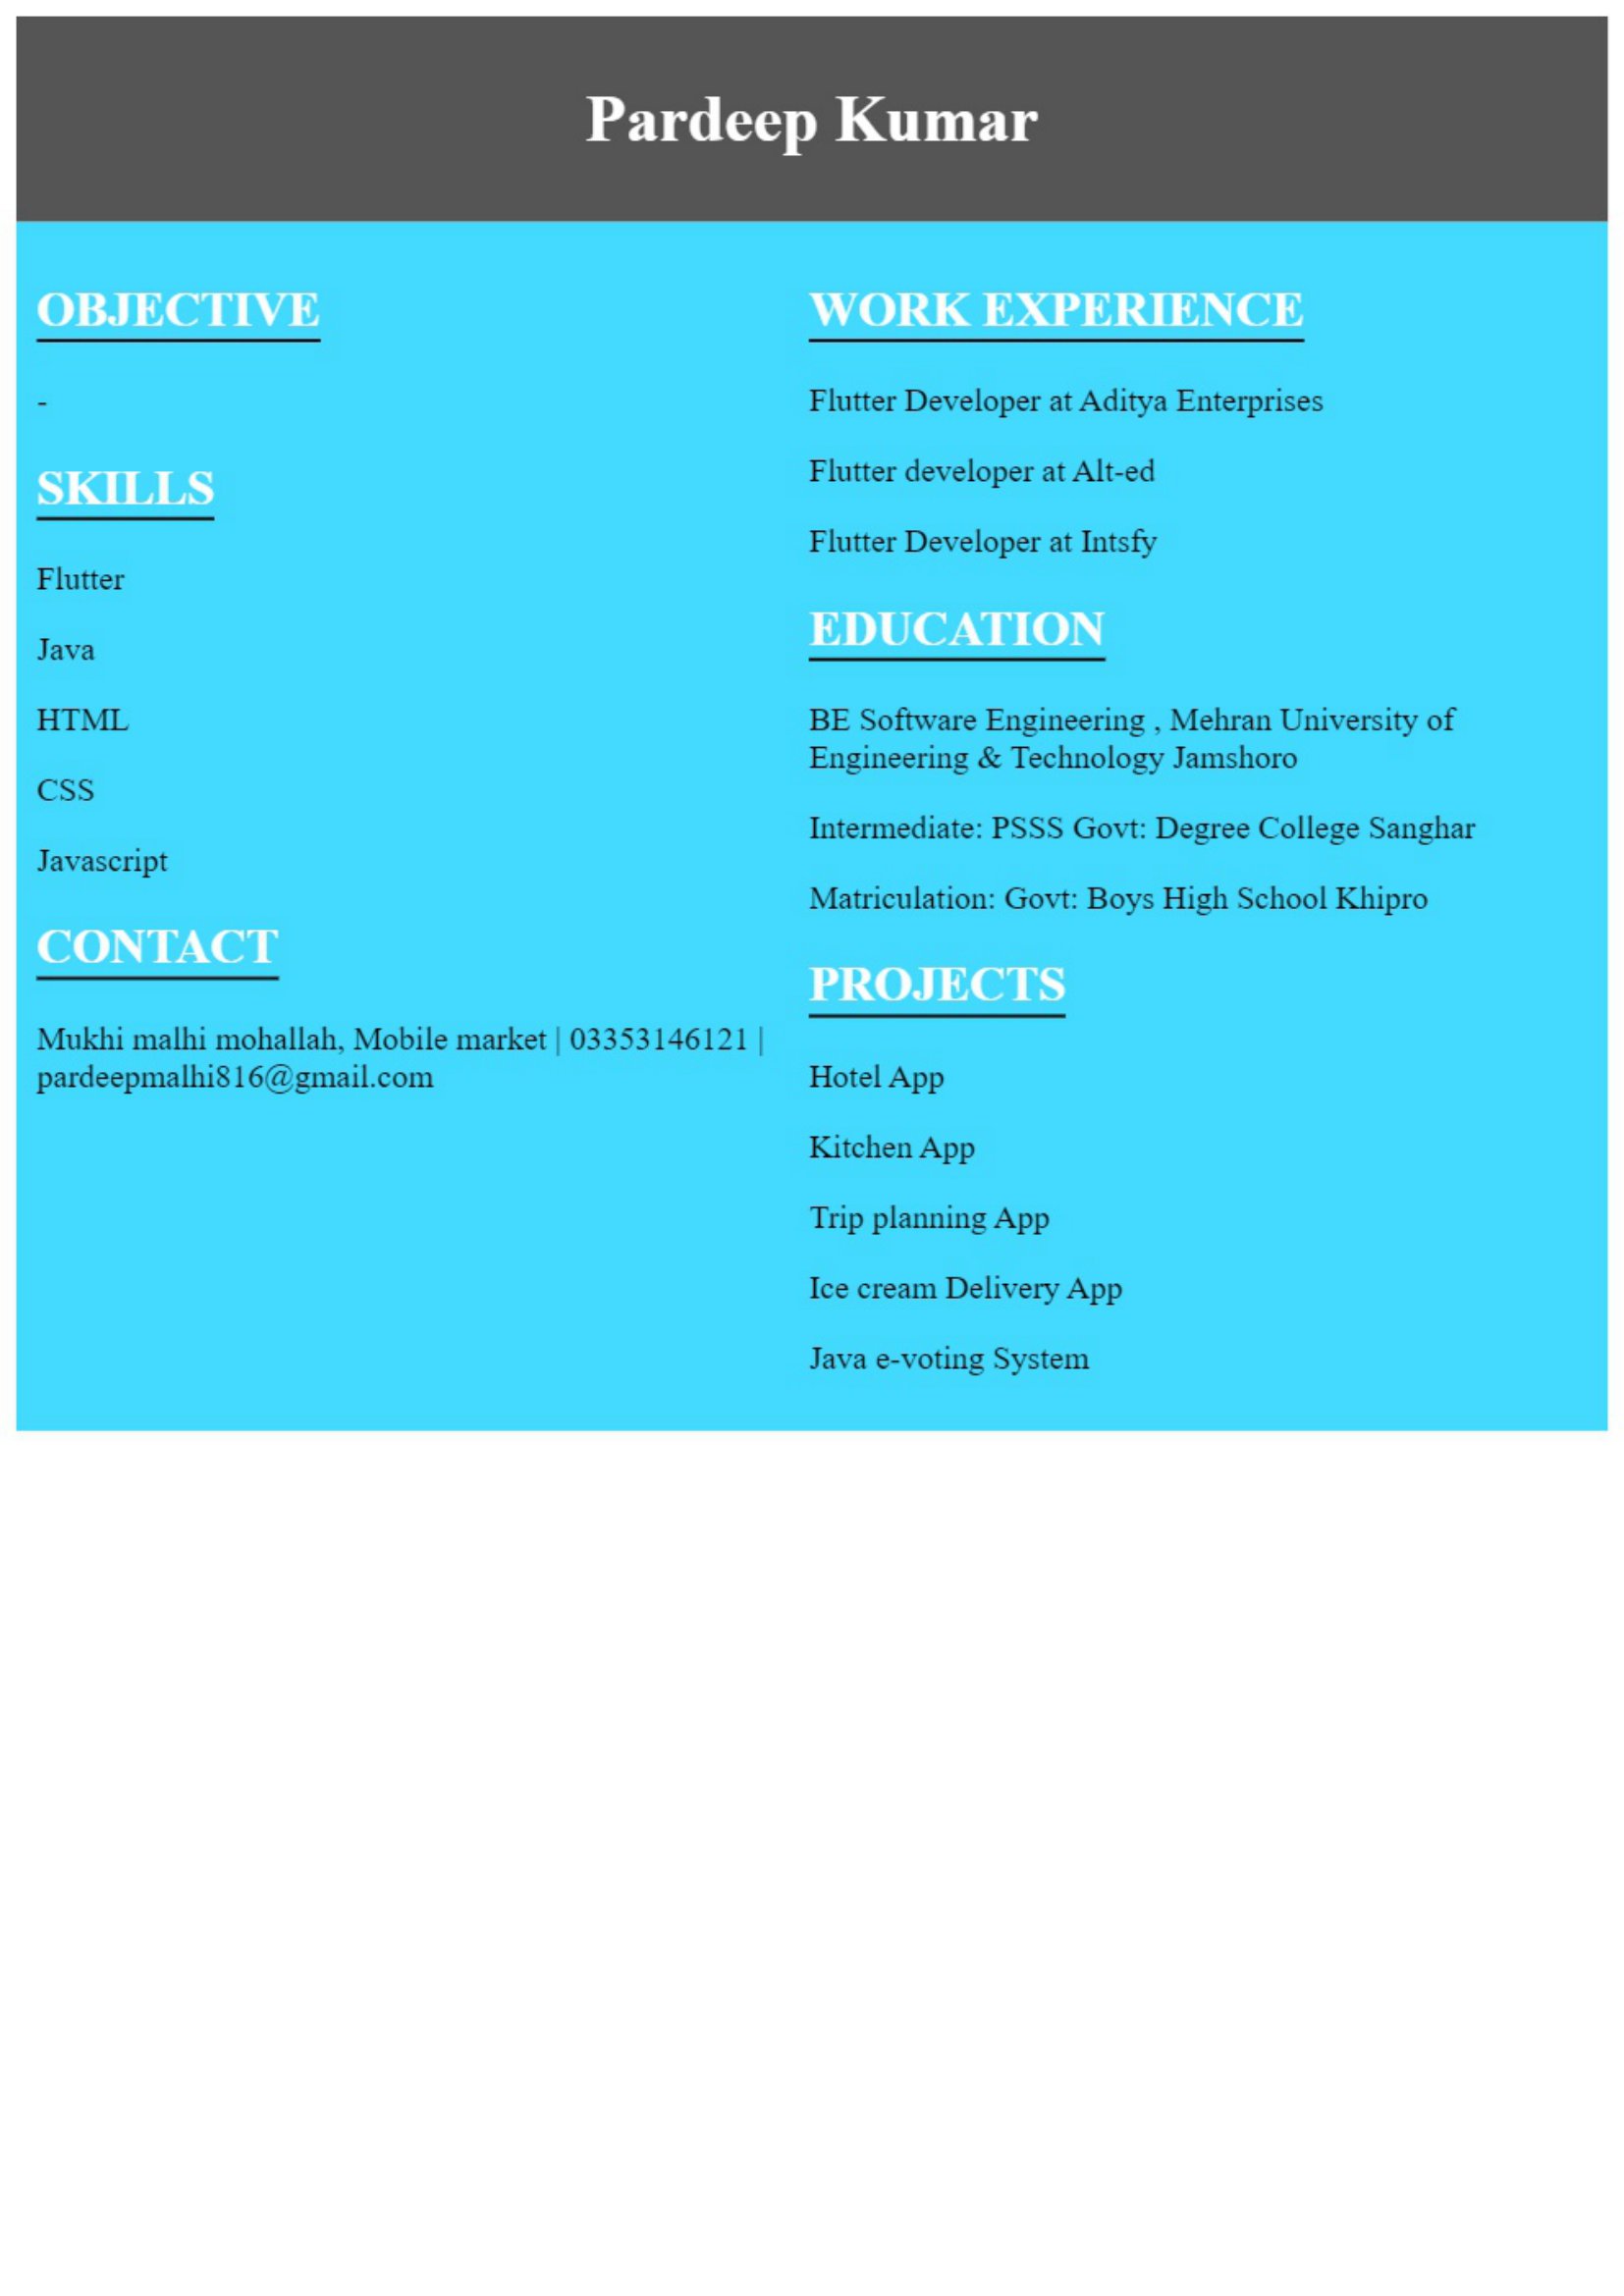 Pardeep Kumar
OBJECTIVE
-
SKILLS
Flutter
Java
HTML
CSS
Javascript
CONTACT
Mukhi malhi mohallah, Mobile market | 03353146121 |
pardeepmalhi816@gmail.com
WORK EXPERIENCE
Flutter Developer at Aditya Enterprises
Flutter developer at Alt-ed
Flutter Developer at Intsfy
EDUCATION
BE Software Engineering , Mehran University of
Engineering & Technology Jamshoro
Intermediate: PSSS Govt: Degree College Sanghar
Matriculation: Govt: Boys High School Khipro
PROJECTS
Hotel App
Kitchen App
Trip planning App
Ice cream Delivery App
Java e-voting System